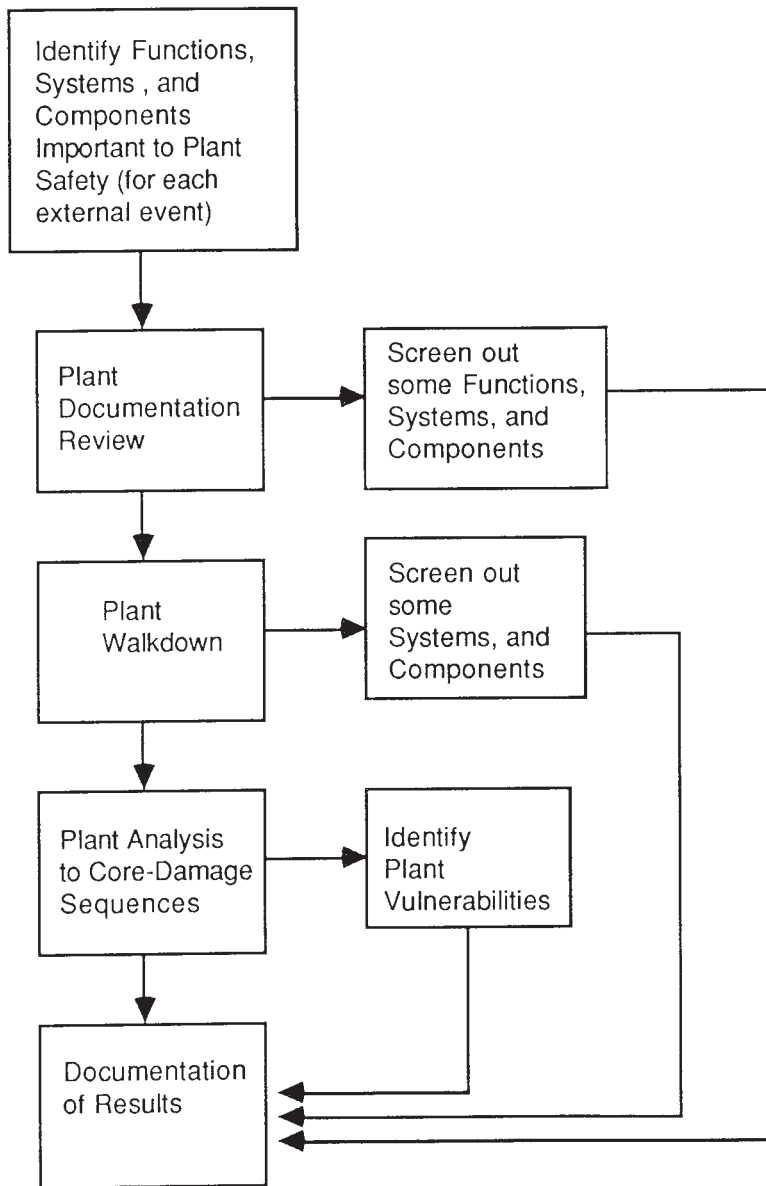 Identify Functions,
Systems , and
Components
Important to Plant
Safety (for each
external event)
Plant
Documentation
Review
Screen out
some Functions,
Systems, and
Components
Plant
Walkdown
Screen out
some
Systems, and
Components
Plant Analysis
to Core-Damage
Sequences
Identify
Plant
Vulnerabilities
Documentation
of Results